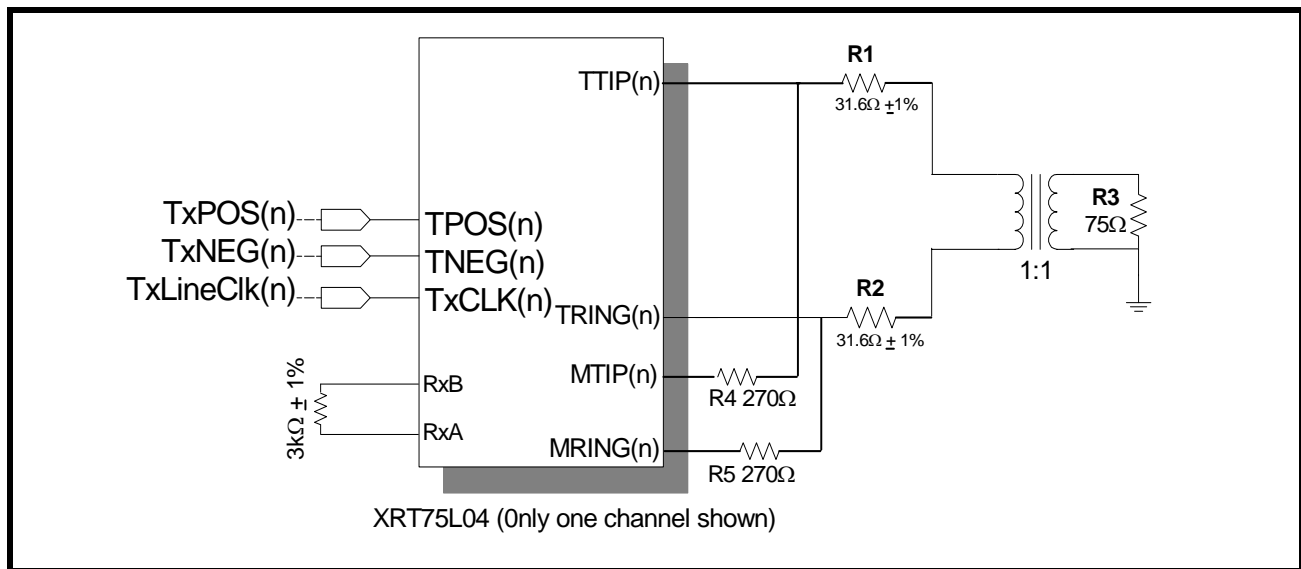 TTIP(n)
R1
31.6Ω ±1%
TxPOS(n)
TPOS(n)
TxNEG(n)
TNEG(n)
TxLineClk(n)
TxCLK(n)
TRING(n)
R2
31.6Ω ± 1%
R3
75Ω
1:1
MTIP(n)
R4 270Ω
3kΩ ± 1%
RxB
RxA
MRING(n)
R5 270Ω
XRT75L04 (0nly one channel shown)